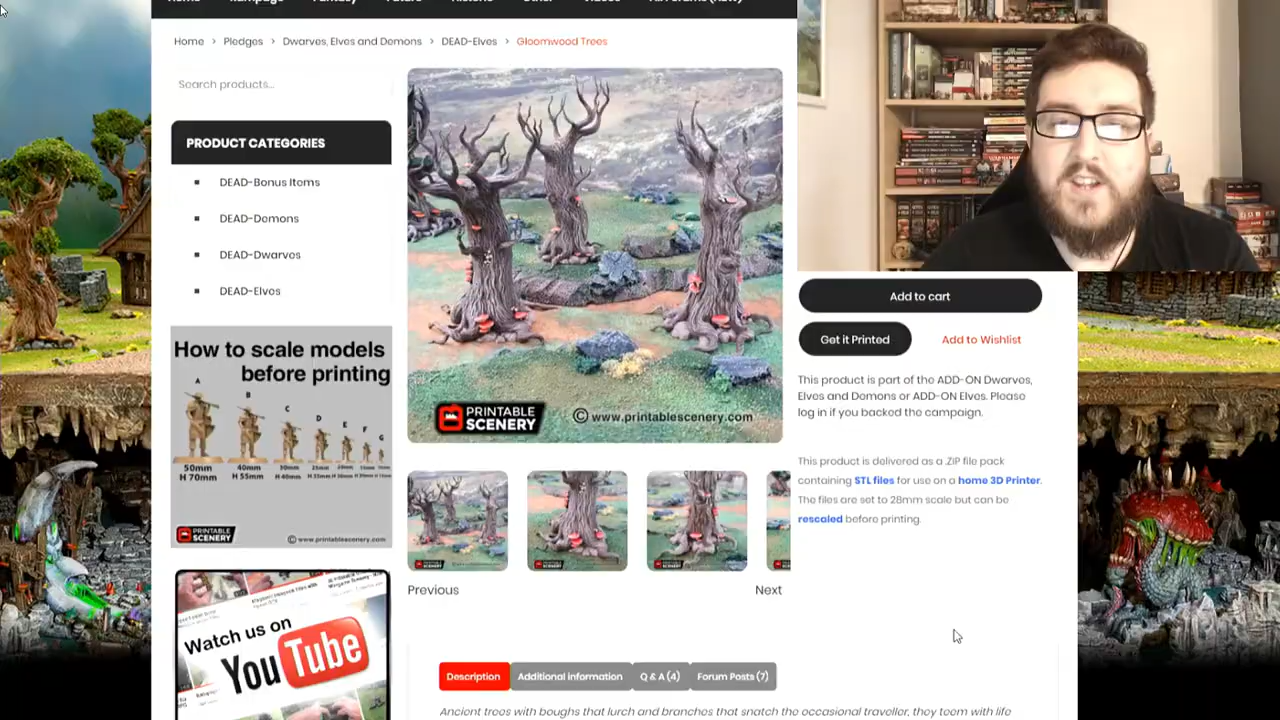 Home > Pledges > Dwarves, Elves and Demons > DEAD-Elves > Gloomwood Trees
Search products...
PRODUCT CATEGORIES
DEAD-Bonus Items
DEAD-Demons
DEAD-Dwarves
DEAD-Elves
How to scale models
before printing
A
B
C
D
E
F
G
50mm
H 70mm
40mm
H 55mm
PRINTABLE
SCENERY
© www.printablescenery.com
Watch us on
YouTube
PRINTABLE
SCENERY
© www.printablescenery.com
Previous
Next
Add to cart
Get it Printed
Add to Wishlist
This product is part of the ADD-ON Dwarves,
Elves and Demons or ADD-ON Elves. Please
log in if you backed the campaign.
This product is delivered as a .ZIP file pack
containing STL files for use on a home 3D Printer.
The files are set to 28mm scale but can be
rescaled before printing.
Description
Additional information
Q & A (4)
Forum Posts (7)
Ancient trees with boughs that lurch and branches that snatch the occasional traveller, they teem with life